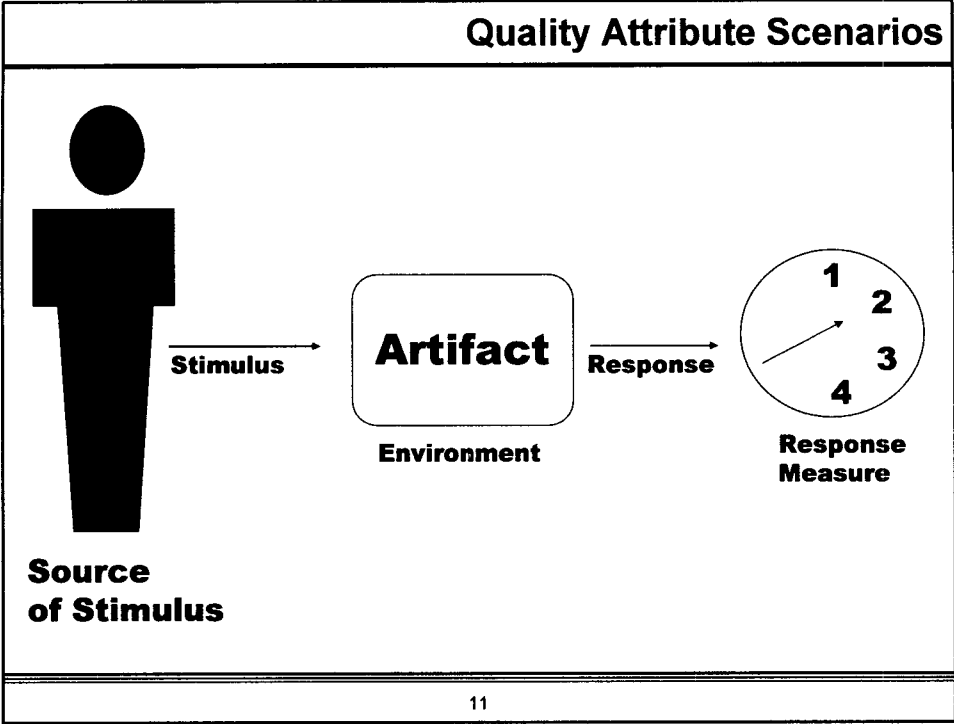 Quality Attribute Scenarios
Stimulus
Artifact
Environment
Response
1
2
3
4
Response
Measure
Source
of Stimulus
11